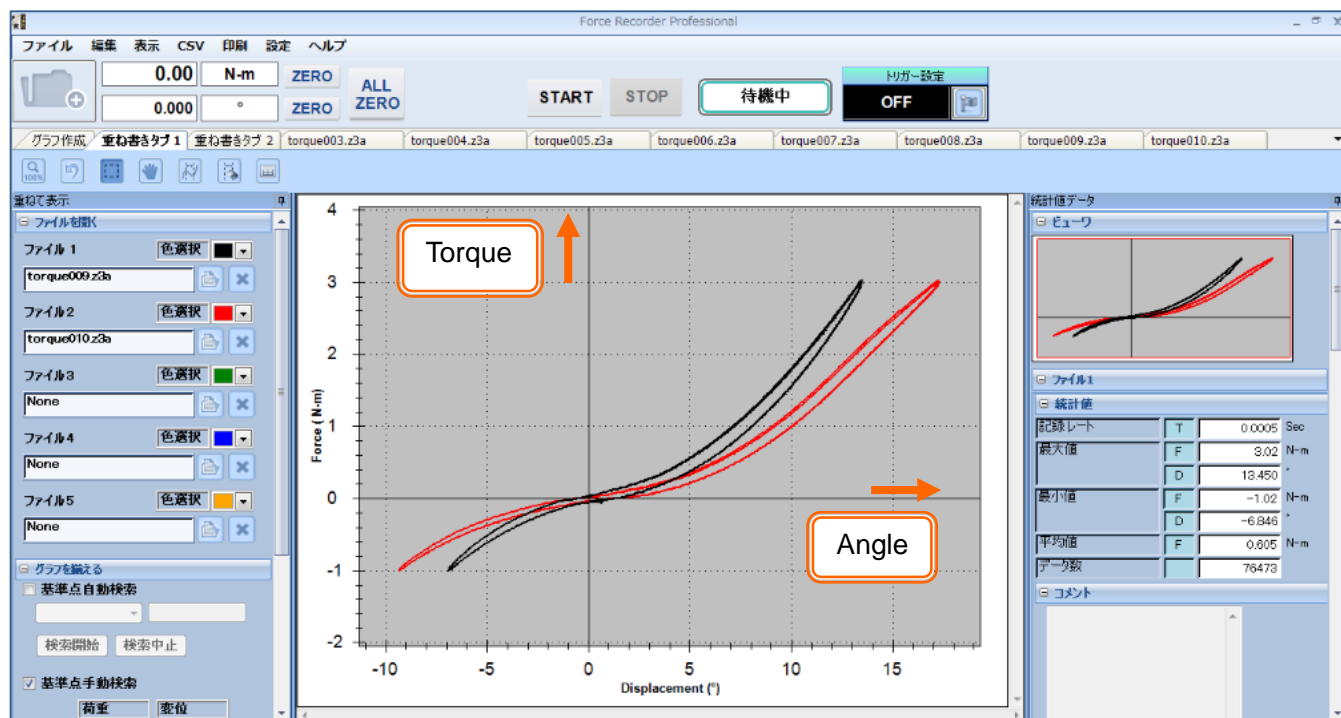 Force Recorder Professional
ファイル 編集 表示 CSV 印刷 設定 ヘルプ
0.00 N-m ZERO
0.000 ° ZERO
ALL ZERO
START STOP 待機中
トリガー設定
OFF
グラフ作成 重ね書きタブ 1 重ね書きタブ 2 torque003.z3a torque004.z3a torque005.z3a torque006.z3a torque007.z3a torque008.z3a torque009.z3a torque010.z3a
100%
重ねて表示
ファイルを開く
ファイル 1 色選択
torque009.z3a
ファイル2 色選択
torque010.z3a
ファイル3 色選択
None
ファイル4 色選択
None
ファイル5 色選択
None
グラフを揃える
基準点自動検索
検索開始 検索中止
基準点手動検索
荷重 変位
Torque
Angle
4
3
2
1
0
-1
-2
Force ( N-m)
-10 -5 0 5 10 15
Displacement (°)
統計値データ
ビューワ
ファイル1
統計値
記録レート T 0.0005 Sec
最大値 F 3.02 N-m
D 13.450 °
最小値 F -1.02 N-m
D -6.846 °
平均値 F 0.605 N-m
データ数 76473
コメント